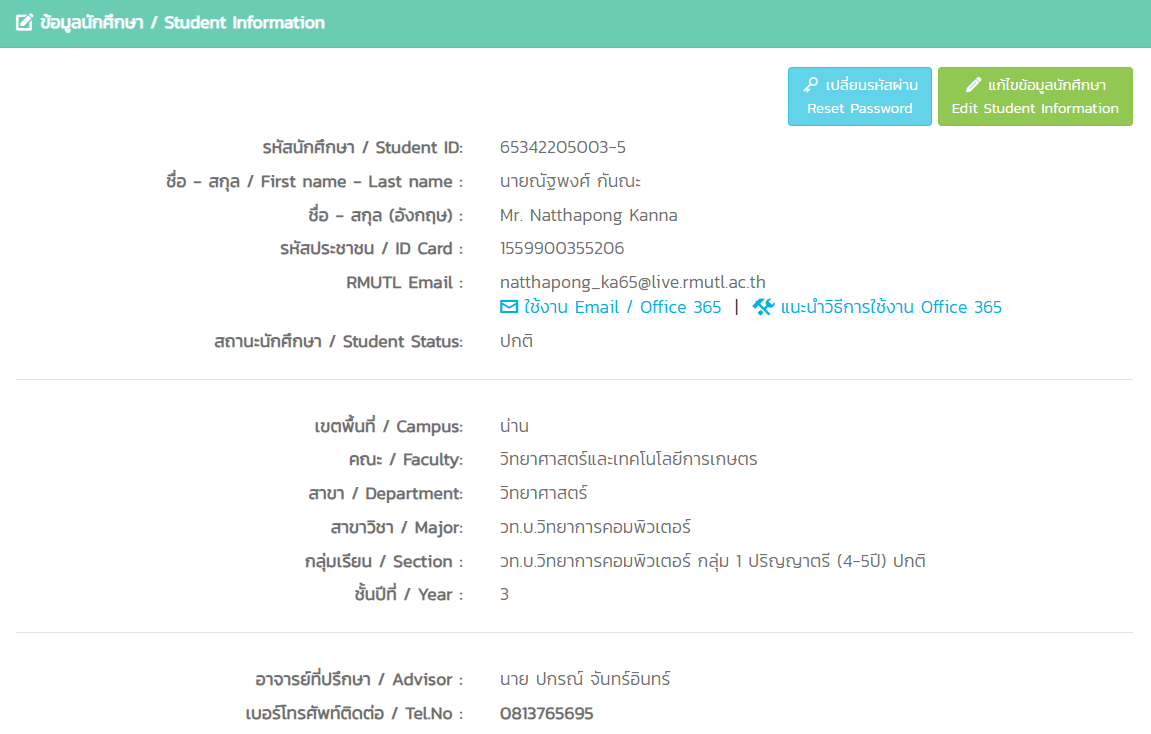 ข้อมูลนักศึกษา / Student Information
เปลี่ยนรหัสผ่าน
Reset Password
แก้ไขข้อมูลนักศึกษา
Edit Student Information
รหัสนักศึกษา / Student ID: 65342205003-5
ชื่อ - สกุล / First name - Last name : นายณัฐพงศ์ กันณะ
ชื่อ - สกุล (อังกฤษ) : Mr. Natthapong Kanna
รหัสประชาชน / ID Card : 1559900355206
RMUTL Email : natthapong_ka65@live.rmutl.ac.th
ใช้งาน Email / Office 365 | แนะนำวิธีการใช้งาน Office 365
สถานะนักศึกษา / Student Status: ปกติ
เขตพื้นที่ / Campus: น่าน
คณะ / Faculty: วิทยาศาสตร์และเทคโนโลยีการเกษตร
สาขา / Department: วิทยาศาสตร์
สาขาวิชา / Major: วท.บ.วิทยาการคอมพิวเตอร์
กลุ่มเรียน / Section : วท.บ.วิทยาการคอมพิวเตอร์ กลุ่ม 1 ปริญญาตรี (4-5ปี) ปกติ
ชั้นปีที่ / Year : 3
อาจารย์ที่ปรึกษา / Advisor : นาย ปกรณ์ จันทร์อินทร์
เบอร์โทรศัพท์ติดต่อ / Tel.No : 0813765695